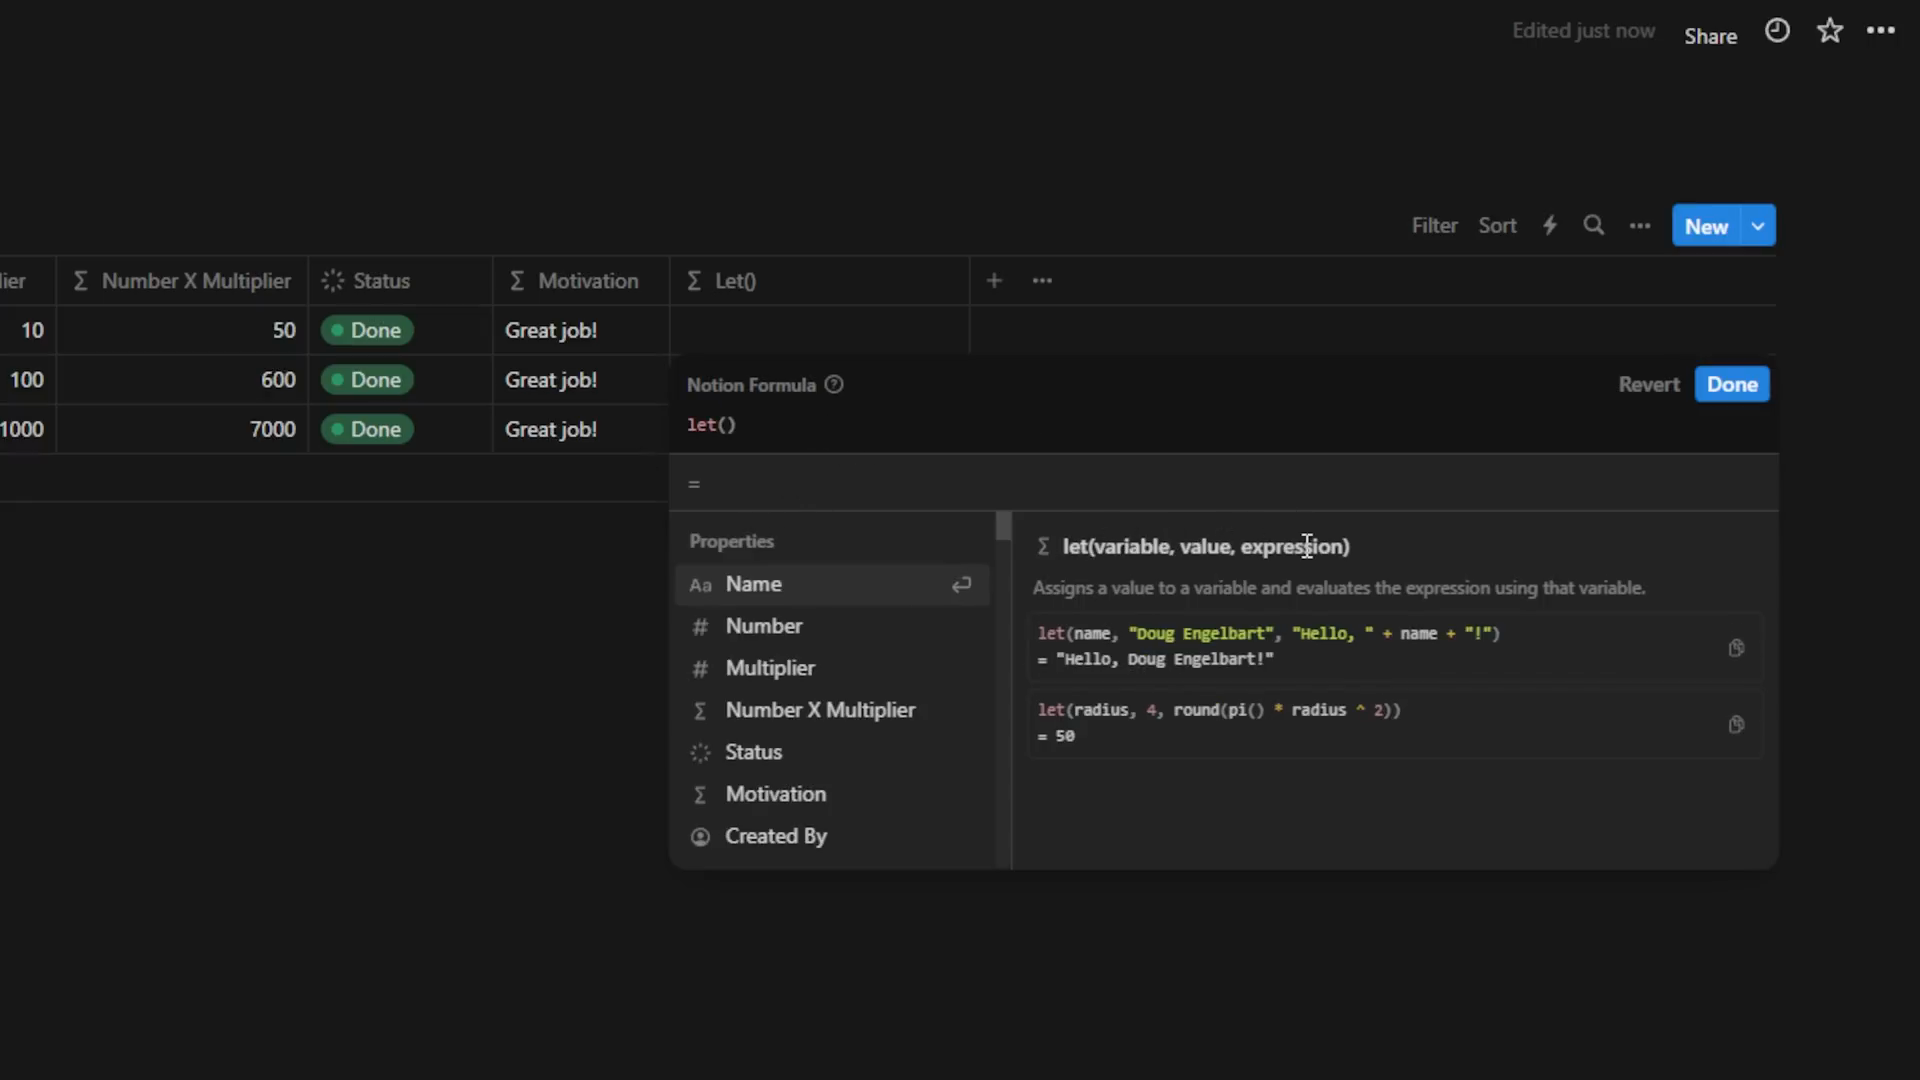 Edited just now Share
Filter Sort New
lier Number X Multiplier Status Motivation Let()
10 50 Done Great job!
100 600 Done Great job!
1000 7000 Done Great job!
Notion Formula Revert Done
let()
=
Properties
Name
Number
Multiplier
Number X Multiplier
Status
Motivation
Created By
let(variable, value, expression)
Assigns a value to a variable and evaluates the expression using that variable.
let(name, "Doug Engelbart", "Hello, " + name + "!")
= "Hello, Doug Engelbart!"
let(radius, 4, round(pi() * radius ^ 2))
= 50